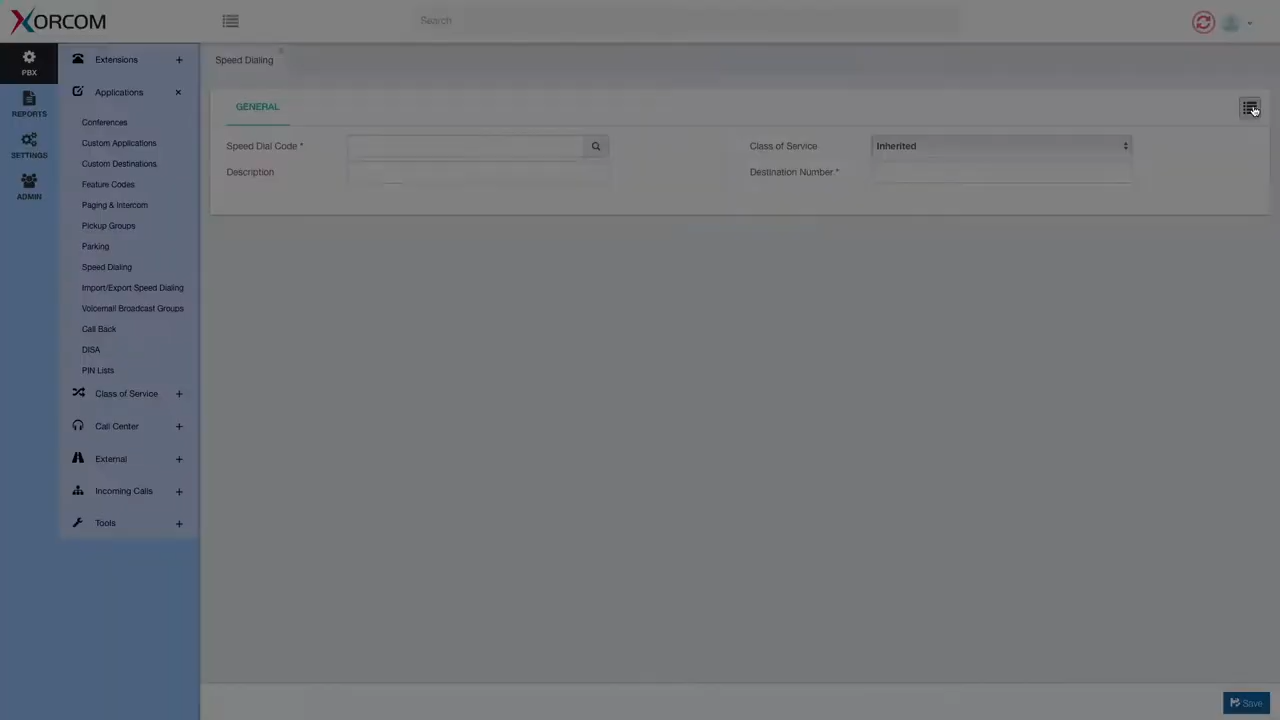 XORCOM
Search
PBX
REPORTS
SETTINGS
ADMIN
Extensions +
Applications ×
Conferences
Custom Applications
Custom Destinations
Feature Codes
Paging & Intercom
Pickup Groups
Parking
Speed Dialing
Import/Export Speed Dialing
Voicemail Broadcast Groups
Call Back
DISA
PIN Lists
Class of Service +
Call Center +
External +
Incoming Calls +
Tools +
Speed Dialing ×
GENERAL
Speed Dial Code *
Class of Service Inherited
Description
Destination Number *
Save